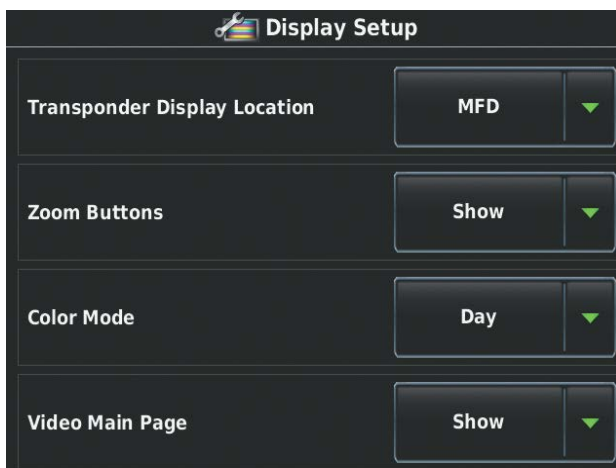 Display Setup
Transponder Display Location MFD
Zoom Buttons Show
Color Mode Day
Video Main Page Show